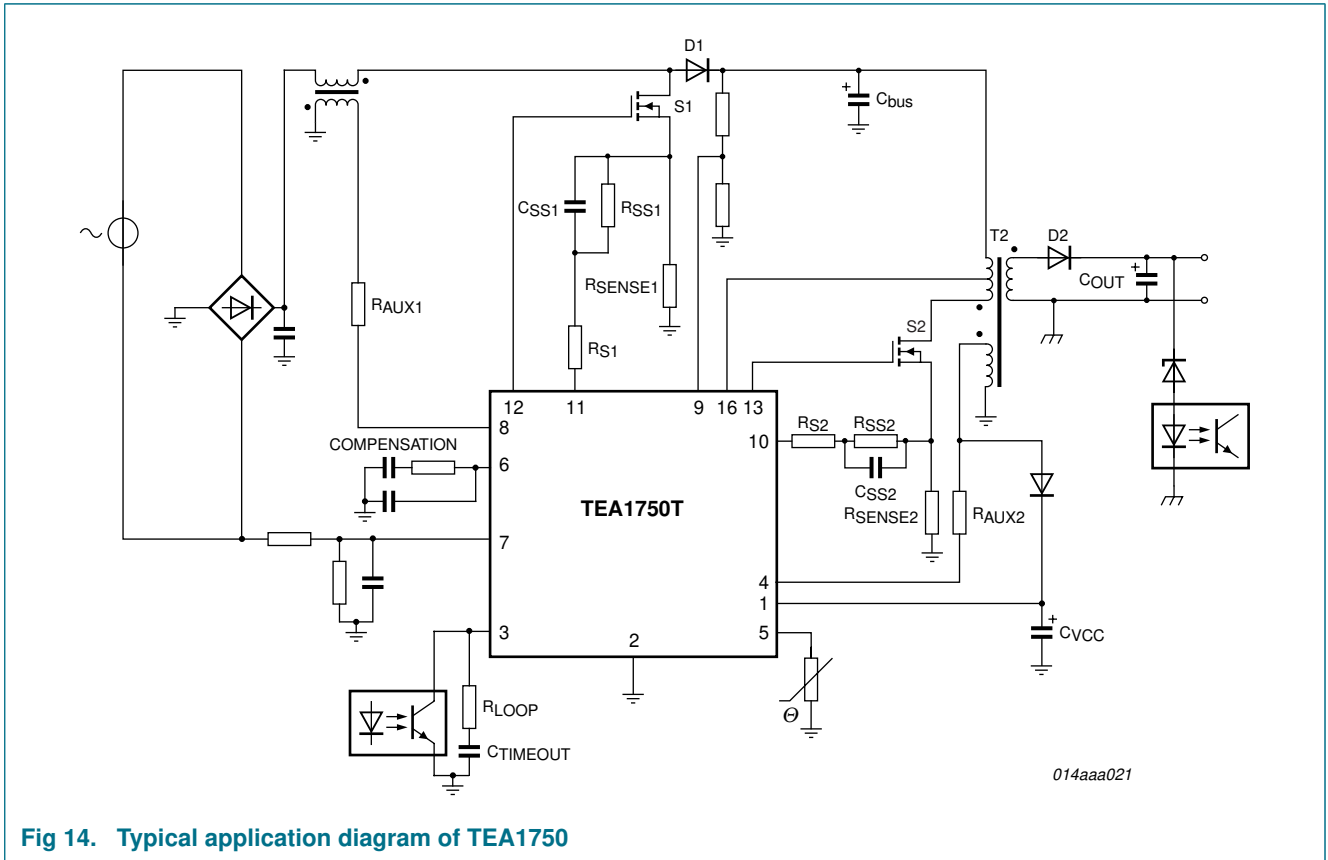 D1
S1
Cbus
CSS1
RSS1
T2
D2
COUT
RSENSE1
RAUX1
S2
RS1
12
11
9
16
13
8
RS2
RSS2
10
COMPENSATION
6
CSS2
TEA1750T
RSENSE2
RAUX2
7
4
1
3
2
5
CVCC
RLOOP
Θ
CTIMEOUT
014aaa021
Fig 14. Typical application diagram of TEA1750